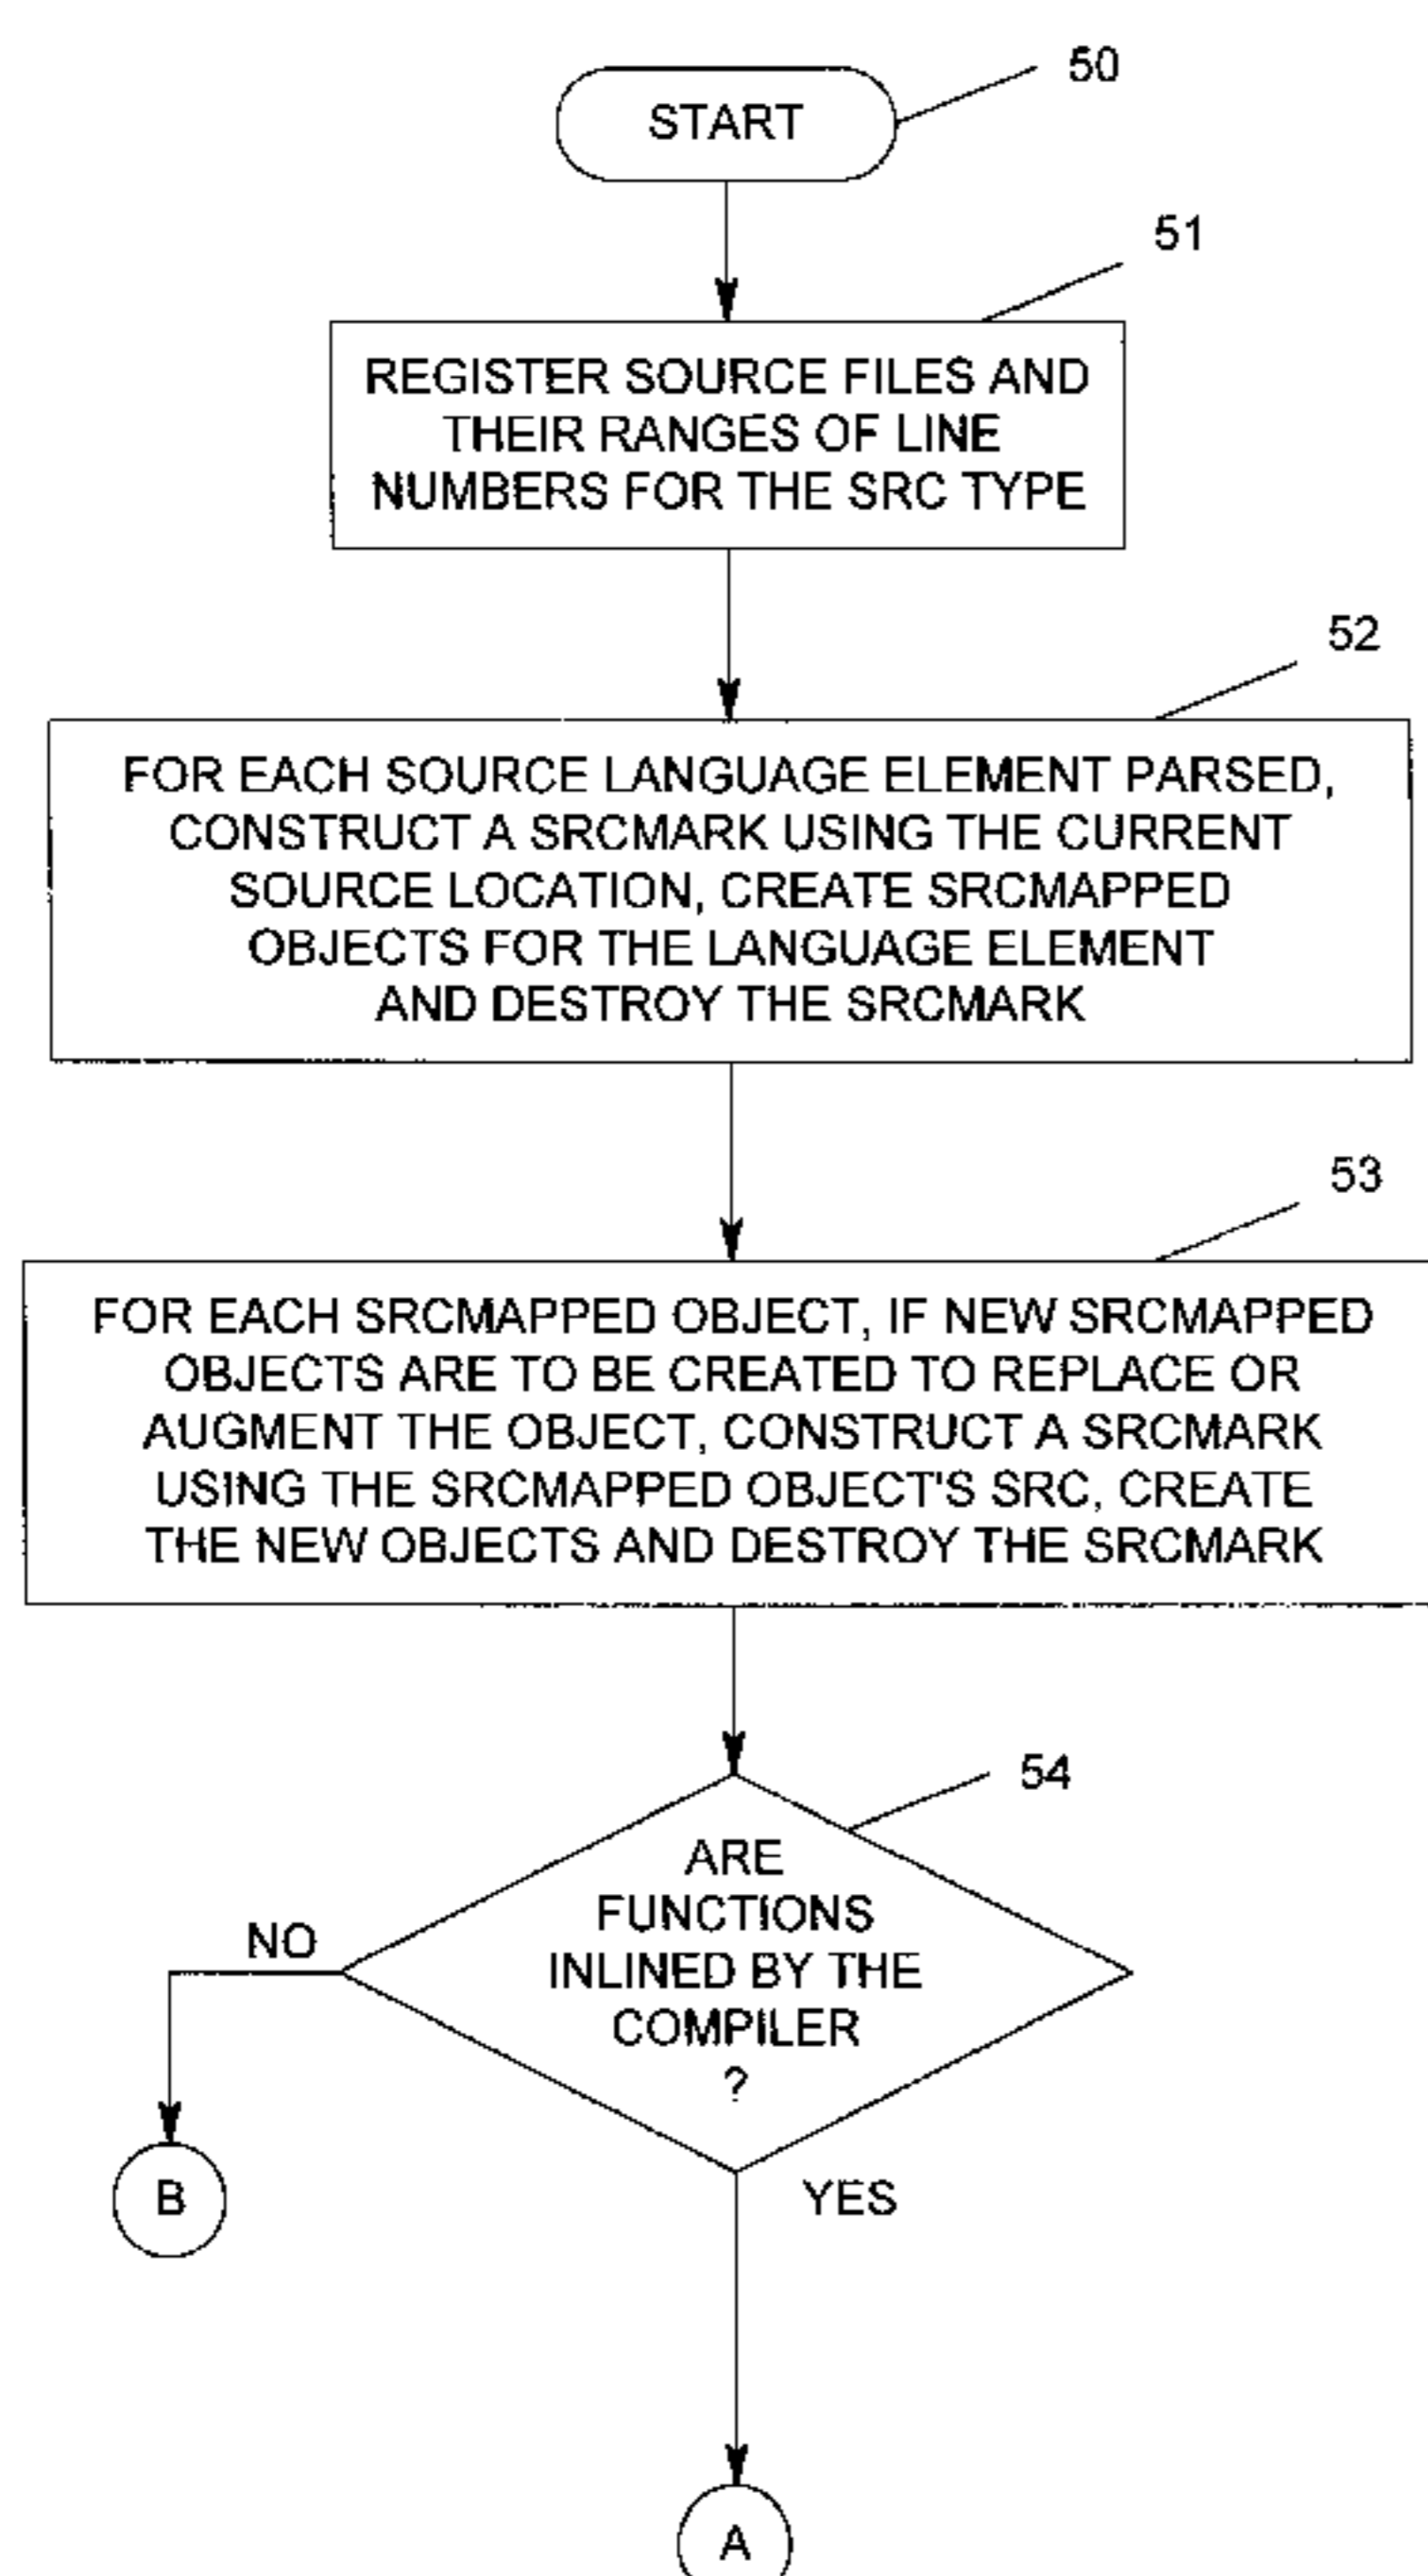 50
START
51
REGISTER SOURCE FILES AND
THEIR RANGES OF LINE
NUMBERS FOR THE SRC TYPE
52
FOR EACH SOURCE LANGUAGE ELEMENT PARSED,
CONSTRUCT A SRCMARK USING THE CURRENT
SOURCE LOCATION, CREATE SRCMAPPED
OBJECTS FOR THE LANGUAGE ELEMENT
AND DESTROY THE SRCMARK
53
FOR EACH SRCMAPPED OBJECT, IF NEW SRCMAPPED
OBJECTS ARE TO BE CREATED TO REPLACE OR
AUGMENT THE OBJECT, CONSTRUCT A SRCMARK
USING THE SRCMAPPED OBJECT'S SRC, CREATE
THE NEW OBJECTS AND DESTROY THE SRCMARK
54
ARE
FUNCTIONS
INLINED BY THE
COMPILER
?
NO
B
YES
A